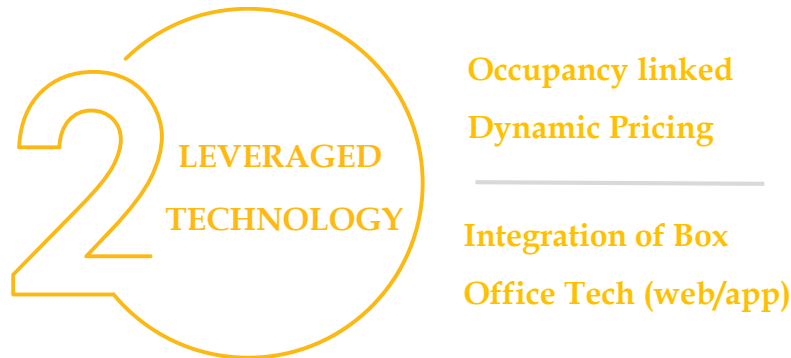 2
LEVERAGED
TECHNOLOGY
Occupancy linked
Dynamic Pricing
Integration of Box
Office Tech (web/app)